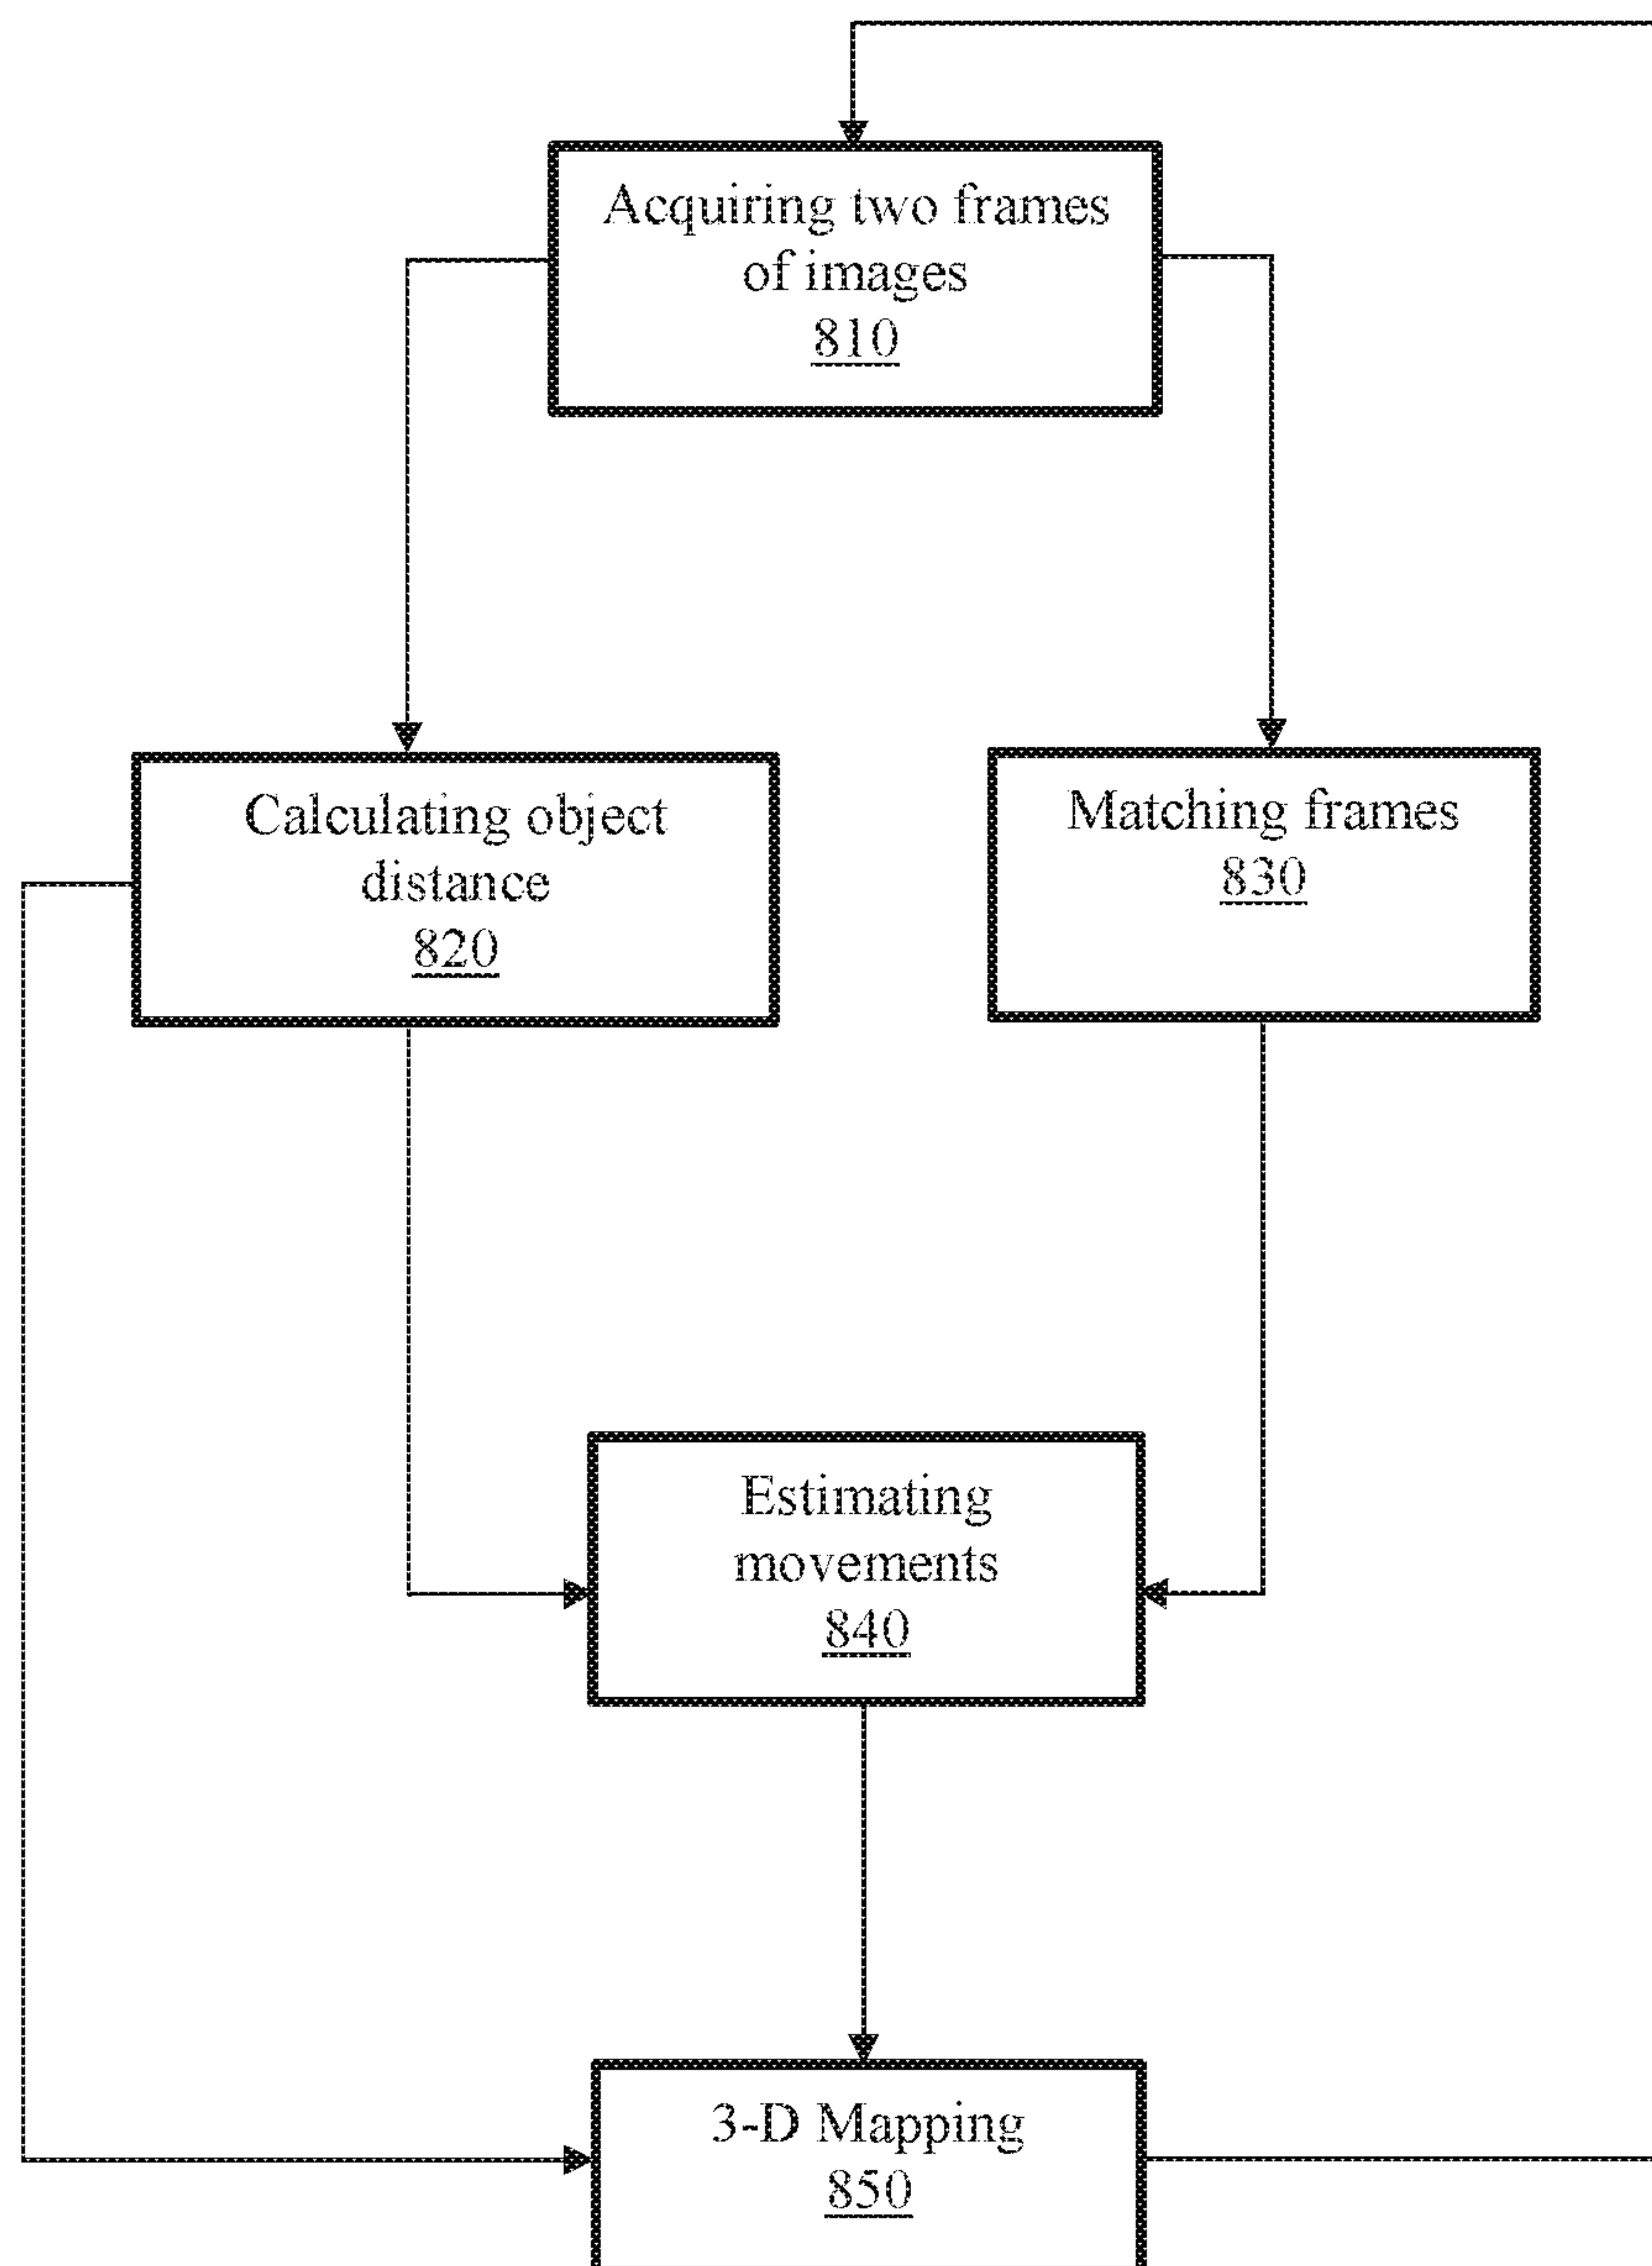 Acquiring two frames
of images
810
Calculating object
distance
820
Matching frames
830
Estimating
movements
840
3-D Mapping
850